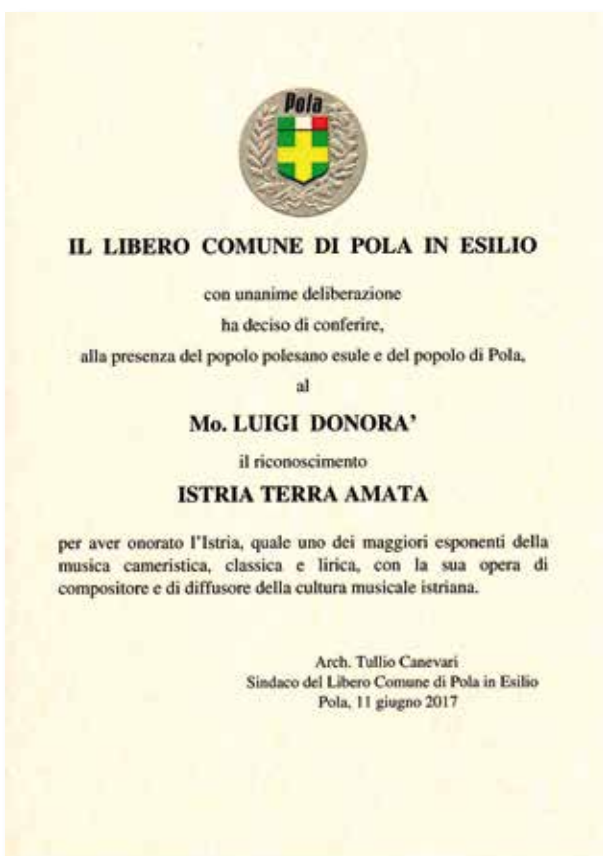 Pola
IL LIBERO COMUNE DI POLA IN ESILIO
con unanime deliberazione
ha deciso di conferire,
alla presenza del popolo polesano esule e del popolo di Pola,
al
Mo. LUIGI DONORA’
il riconoscimento
ISTRIA TERRA AMATA
per aver onorato l’Istria, quale uno dei maggiori esponenti della
musica cameristica, classica e lirica, con la sua opera di
compositore e di diffusore della cultura musicale istriana.
Arch. Tullio Canevari
Sindaco del Libero Comune di Pola in Esilio
Pola, 11 giugno 2017